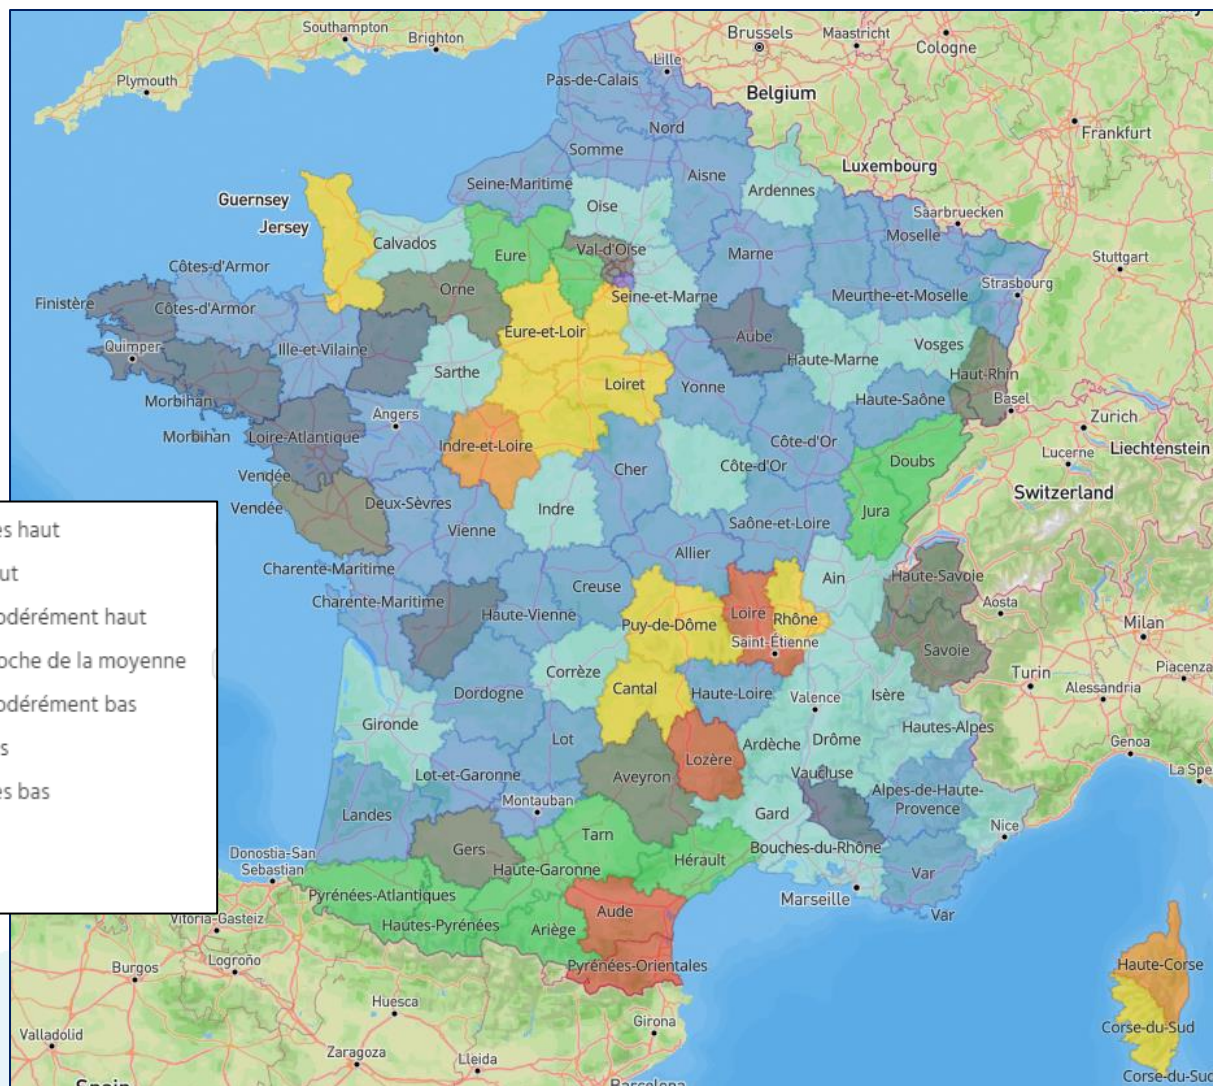 Southampton
Brighton
Brussels
Maastricht
Cologne
Lille
Plymouth
Pas-de-Calais
Belgium
Nord
Frankfurt
Somme
Luxembourg
Aisne
Seine-Maritime
Ardennes
Guernsey
Oise
Saarbruecken
Jersey
Calvados
Val-d'Oise
Moselle
Eure
Marne
Stuttgart
Côtes-d'Armor
Orne
Strasbourg
Finistère
Côtes-d'Armor
Seine-et-Marne
Meurthe-et-Moselle
Eure-et-Loir
Aube
Quimper
Ille-et-Vilaine
Vosges
Haute-Marne
Sarthe
Haut-Rhin
Loiret
Yonne
Morbihan
Haute-Saône
Basel
Angers
Zurich
Morbihan
Loire-Atlantique
Indre-et-Loire
Côte-d'Or
Liechtenstein
Lucerne
Doubs
Cher
Côte-d'Or
Vendée
Switzerland
Deux-Sèvres
Vendée
Indre
Jura
es haut
Vienne
Saône-et-Loire
Allier
ut
Charente-Maritime
Haute-Savoie
Ain
Creuse
Charente-Maritime
Aosta
odérément haut
Haute-Vienne
Loire
Rhône
Puy-de-Dôme
Milan
Saint-Étienne
Savoie
oche de la moyenne
Piacenza
Corrèze
Turin
Cantal
Haute-Loire
Isère
Dordogne
Valence
Alessandria
odérément bas
Gironde
Hautes-Alpes
Lot
Ardèche
Drôme
Genoa
s
Lozère
Vaucluse
Lot-et-Garonne
Aveyron
La Spe
es bas
Alpes-de-Haute-
Provence
Montauban
Landes
Gard
Nice
Tarn
Gers
Bouches-du-Rhône
Donostia-San
Sebastian
Hérault
Haute-Garonne
Var
Pyrénées-Atlantiques
Marseille
Aude
Var
Vitoria-Gasteiz
Hautes-Pyrénées
Ariège
Logroño
Burgos
Pyrénées-Orientales
Haute-Corse
Huesca
Girona
Corse-du-Sud
Valladolid
Zaragoza
Lleida
Corse-du-Sud
Spain
Barcelona